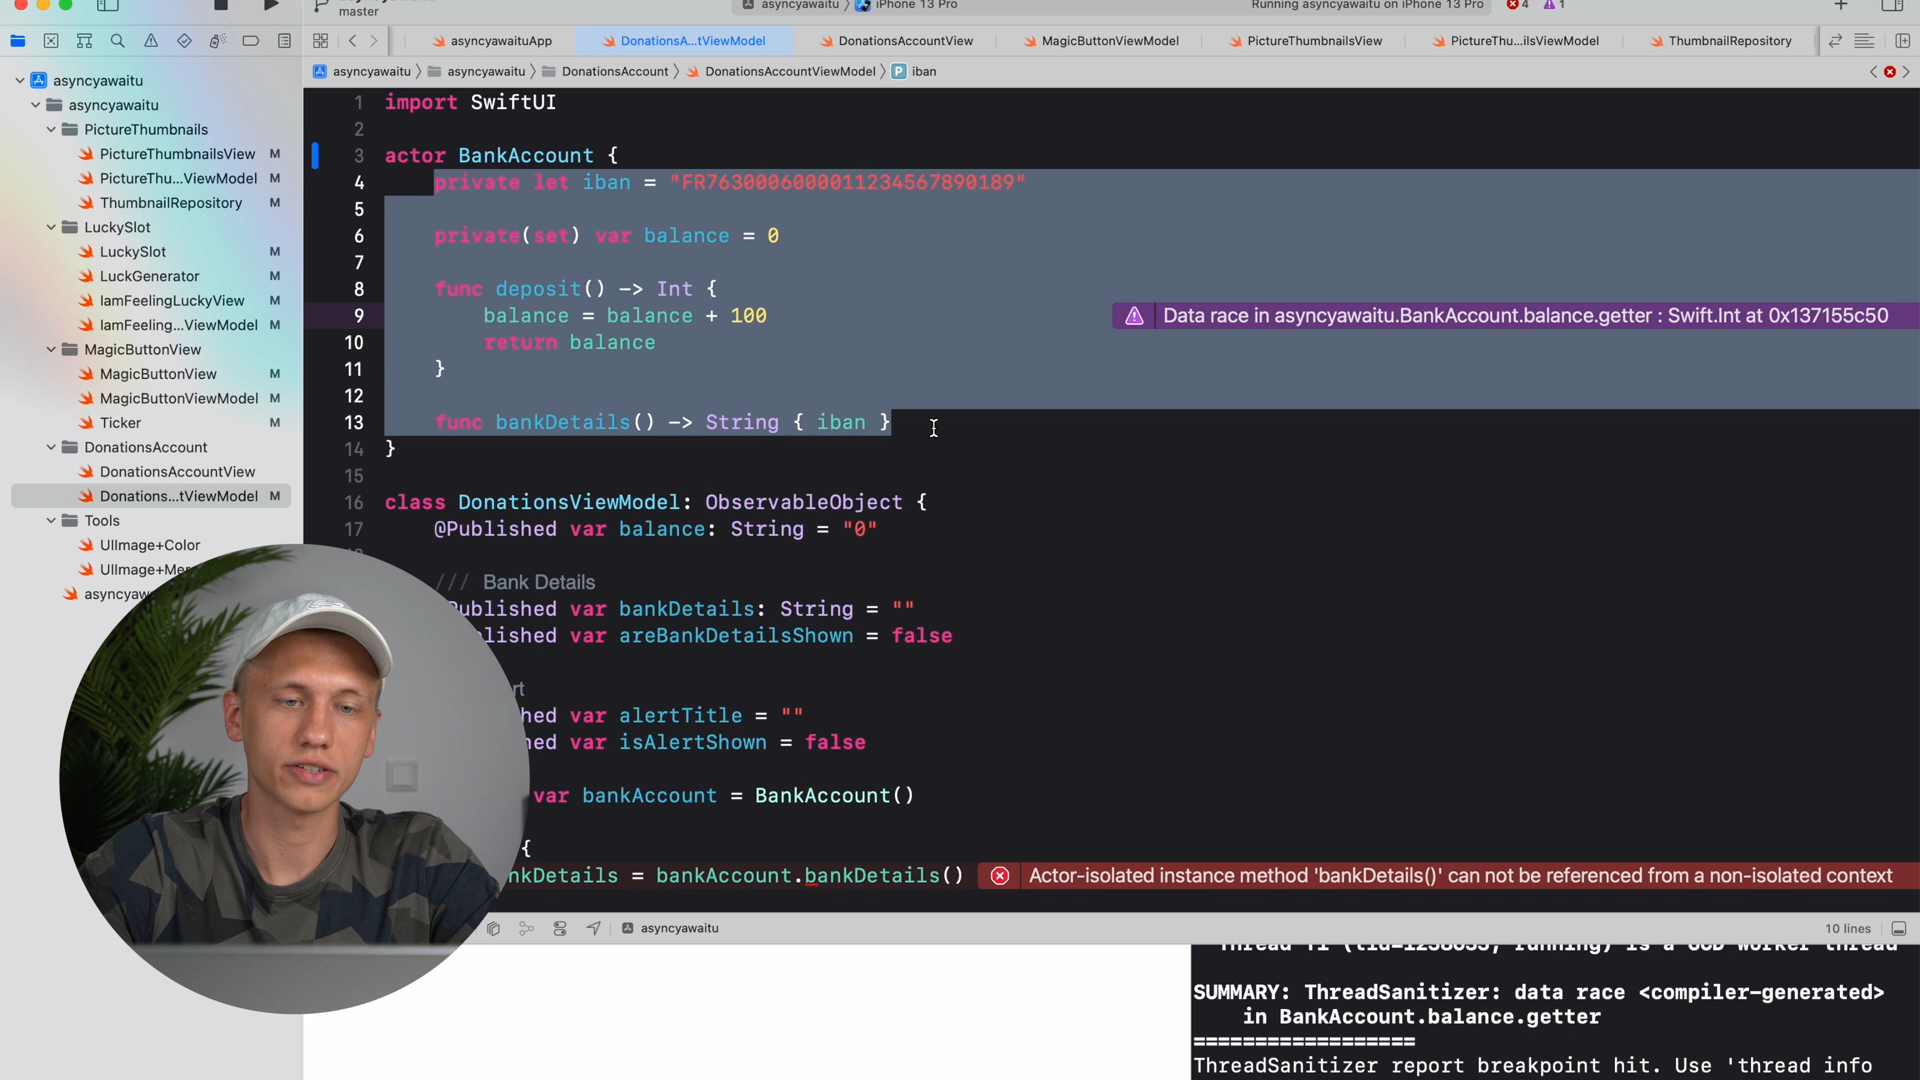 master
asyncyawaitu
iPhone 13 Pro
Running asyncyawaitu on iPhone 13 Pro
4
1
asyncyawaituApp
DonationsA...tViewModel
DonationsAccountView
MagicButtonViewModel
PictureThumbnailsView
PictureThu...ilsViewModel
ThumbnailRepository
asyncyawaitu
asyncyawaitu
DonationsAccount
DonationsAccountViewModel
P
iban
asyncyawaitu
asyncyawaitu
PictureThumbnails
PictureThumbnailsView M
PictureThu...ViewModel M
ThumbnailRepository M
LuckySlot
LuckySlot M
LuckGenerator M
IamFeelingLuckyView M
IamFeeling...ViewModel M
MagicButtonView
MagicButtonView M
MagicButtonViewModel M
Ticker M
DonationsAccount
DonationsAccountView M
Donations...tViewModel M
Tools
UIImage+Color
1 import SwiftUI
2
3 actor BankAccount {
4 private let iban = "FR7630006000011234567890189"
5
6 private(set) var balance = 0
7
8 func deposit() -> Int {
9 balance = balance + 100
Data race in asyncyawaitu.BankAccount.balance.getter : Swift.Int at 0x137155c50
10 return balance
11 }
12
13 func bankDetails() -> String { iban }
14 }
15
16 class DonationsViewModel: ObservableObject {
17 @Published var balance: String = "0"
/// Bank Details
var bankDetails: String = ""
var areBankDetailsShown = false
var alertTitle = ""
var isAlertShown = false
var bankAccount = BankAccount()
{
= bankAccount.bankDetails()
Actor-isolated instance method 'bankDetails()' can not be referenced from a non-isolated context
asyncyawaitu
10 lines
SUMMARY: ThreadSanitizer: data race <compiler-generated>
in BankAccount.balance.getter
==================
ThreadSanitizer report breakpoint hit. Use 'thread info